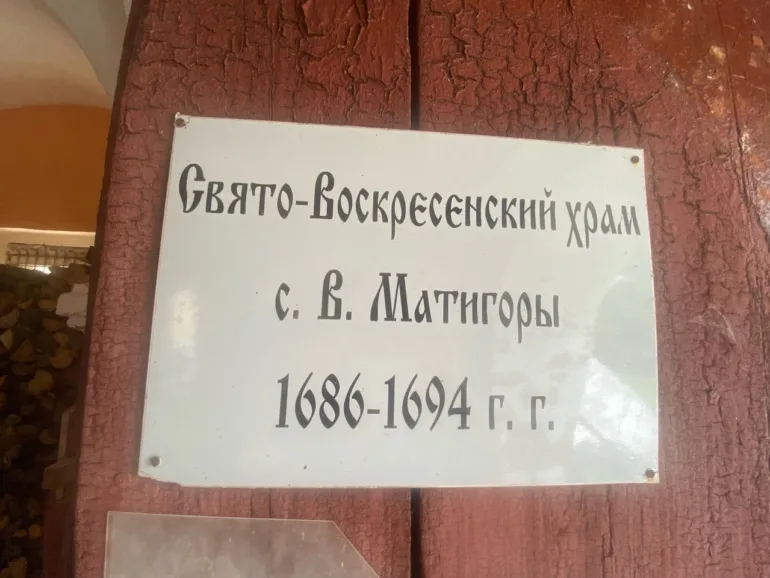 Свято-Воскресенский храм
с. В. Матигоры
1686-1694 г. г.